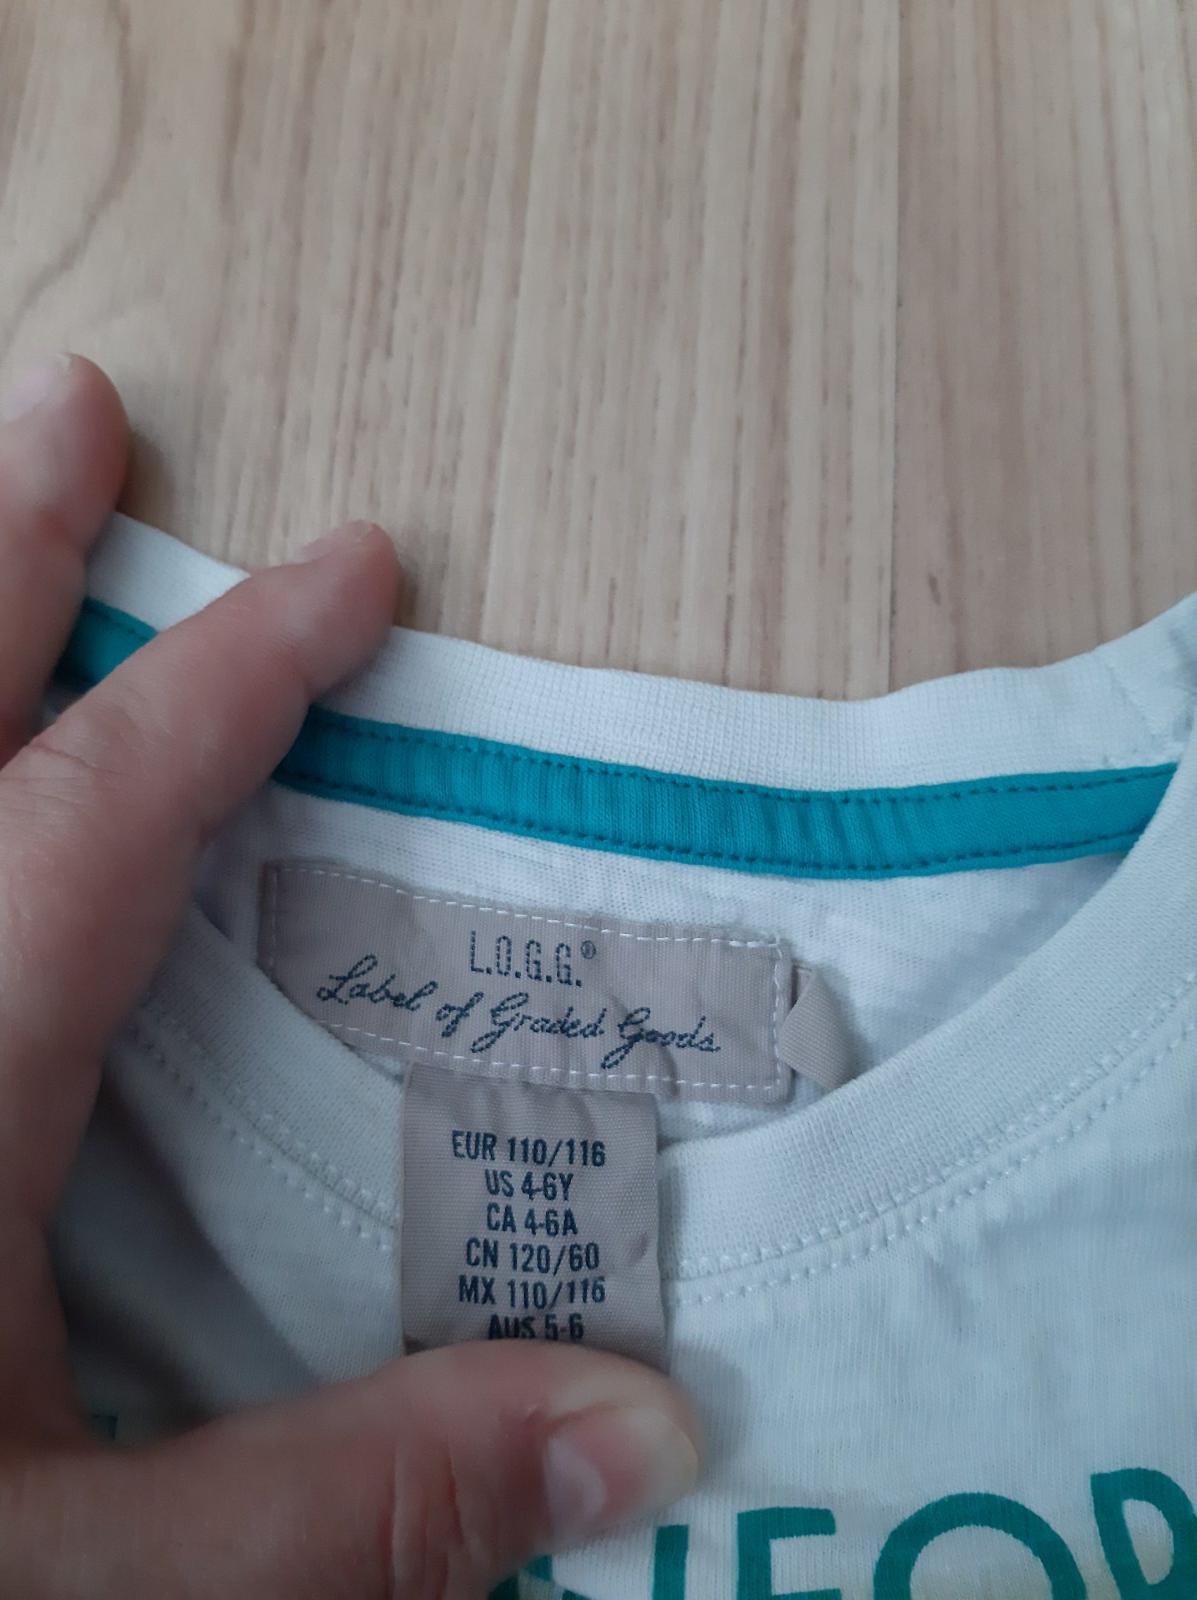 L.O.G.G.®
Label of Graded Goods
EUR 110/116
US 4-6Y
CA 4-6A
CN 120/60
MX 110/116
AUS 5-6